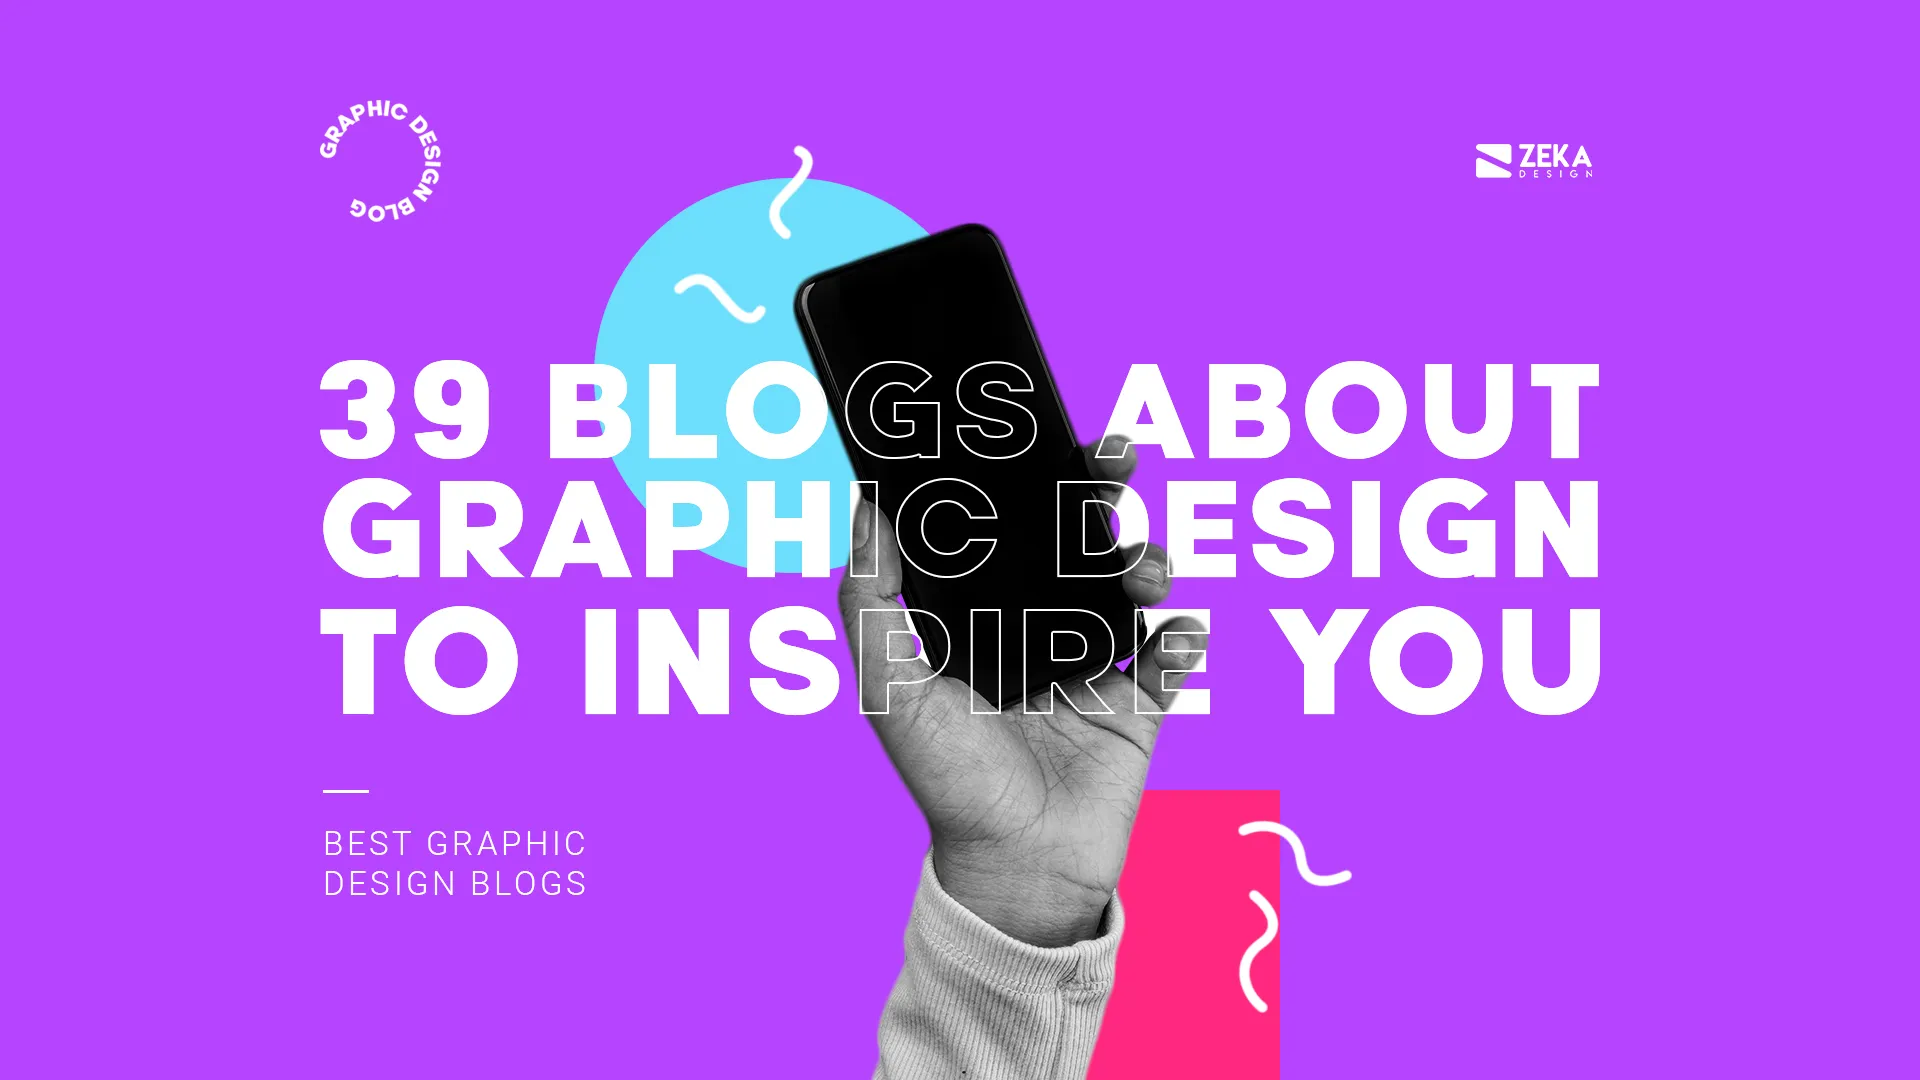 GRAPHIC DESIGN BLOG
ZEKA
DESIGN
39 BLOGS ABOUT
GRAPHIC DESIGN
TO INSPIRE YOU
BEST GRAPHIC
DESIGN BLOGS